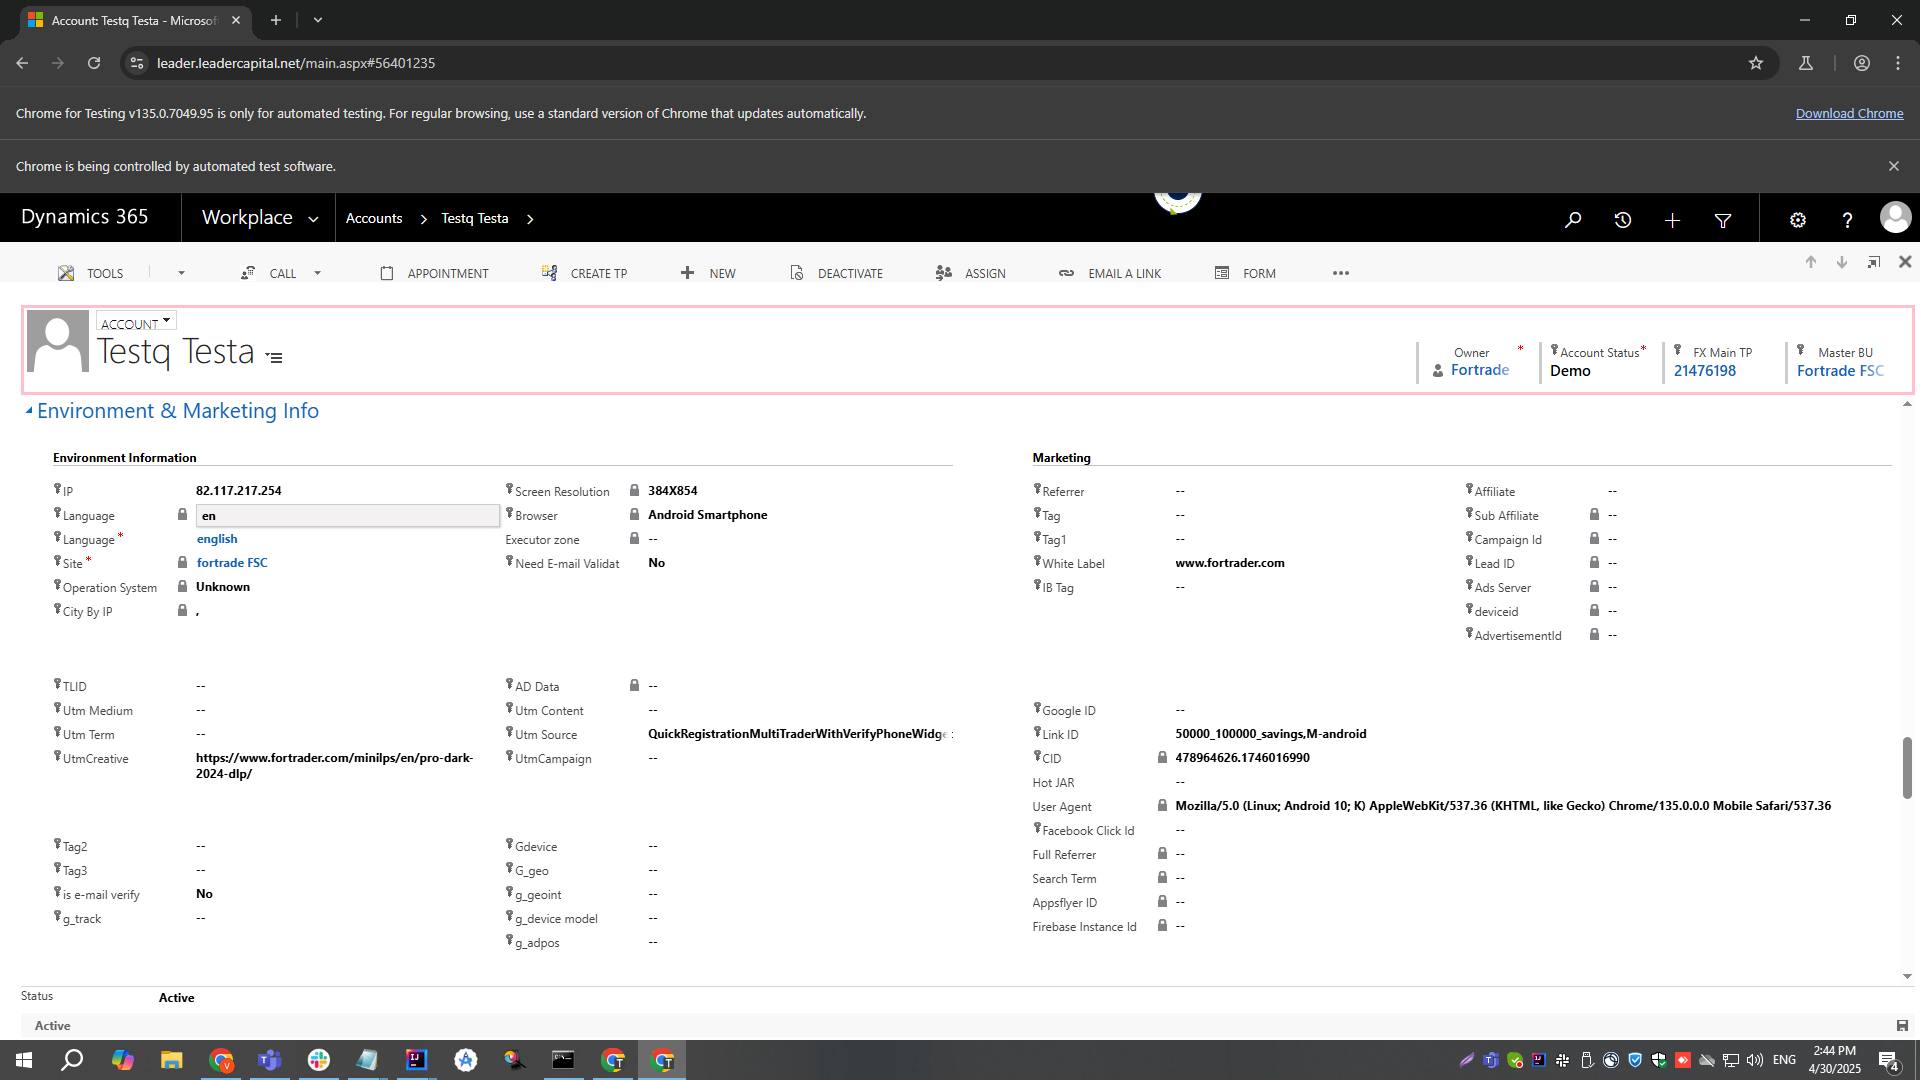 Account: Testq Testa - Microsof
leader.leadercapital.net/main.aspx#56401235
Chrome for Testing v135.0.7049.95 is only for automated testing. For regular browsing, use a standard version of Chrome that updates automatically.
Download Chrome
Chrome is being controlled by automated test software.
Dynamics 365
Workplace
Accounts
Testq Testa
TOOLS
CALL
APPOINTMENT
CREATE TP
NEW
DEACTIVATE
ASSIGN
EMAIL A LINK
FORM
ACCOUNT
Testq Testa
Owner *
Fortrade
Account Status *
Demo
FX Main TP
21476198
Master BU
Fortrade FSC
Environment & Marketing Info
Environment Information
IP 82.117.217.254
Language en
Language * english
Site * fortrade FSC
Operation System Unknown
City By IP ,
Screen Resolution 384X854
Browser Android Smartphone
Executor zone --
Need E-mail Validat No
TLID --
Utm Medium --
Utm Term --
UtmCreative https://www.fortrader.com/minilps/en/pro-dark-
2024-dlp/
AD Data --
Utm Content --
Utm Source QuickRegistrationMultiTraderWithVerifyPhoneWidge
UtmCampaign --
Tag2 --
Tag3 --
is e-mail verify No
g_track --
Gdevice --
G_geo --
g_geoint --
g_device model --
g_adpos --
Marketing
Referrer --
Tag --
Tag1 --
White Label www.fortrader.com
IB Tag --
Affiliate --
Sub Affiliate --
Campaign Id --
Lead ID --
Ads Server --
deviceid --
AdvertisementId --
Google ID --
Link ID 50000_100000_savings,M-android
CID 478964626.1746016990
Hot JAR --
User Agent Mozilla/5.0 (Linux; Android 10; K) AppleWebKit/537.36 (KHTML, like Gecko) Chrome/135.0.0.0 Mobile Safari/537.36
Facebook Click Id --
Full Referrer --
Search Term --
Appsflyer ID --
Firebase Instance Id --
Status Active
Active
ENG
2:44 PM
4/30/2025
4